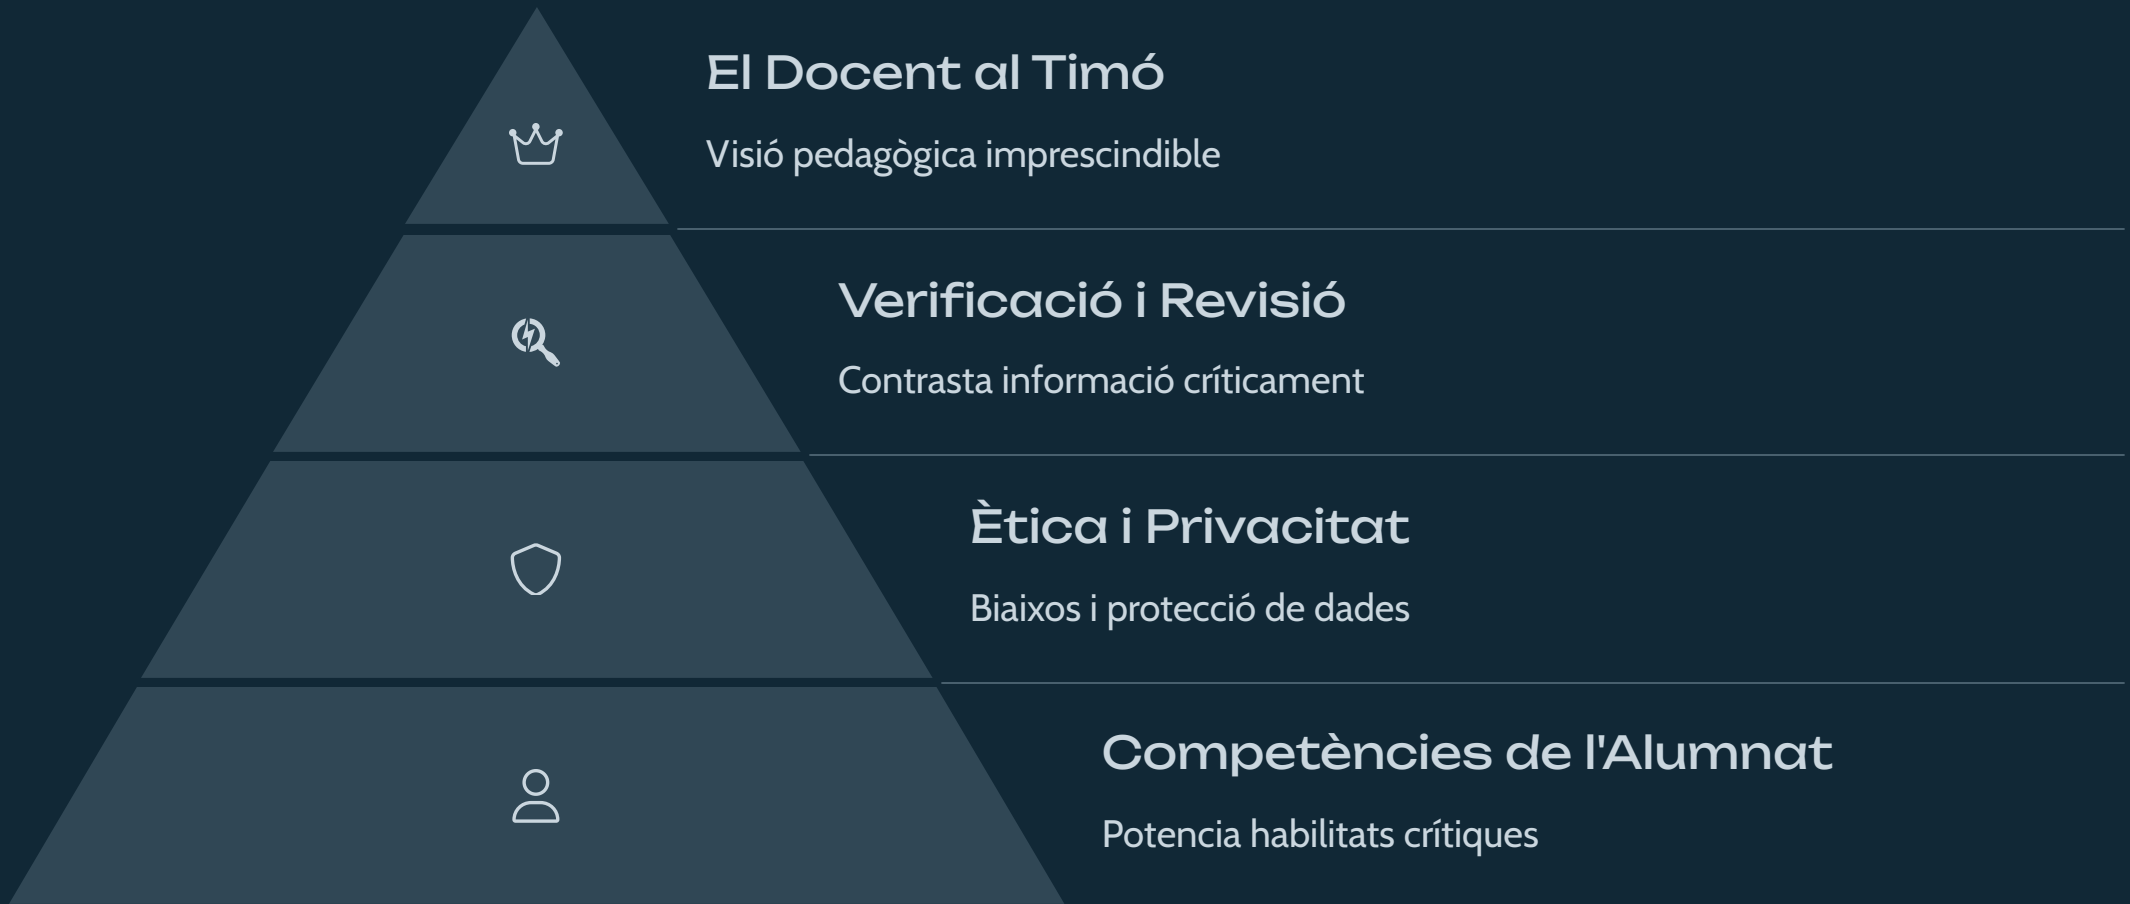 El Docent al Timó
Visió pedagògica imprescindible
Verificació i Revisió
Contrasta informació críticament
Ètica i Privacitat
Biaixos i protecció de dades
Competències de l'Alumnat
Potencia habilitats crítiques